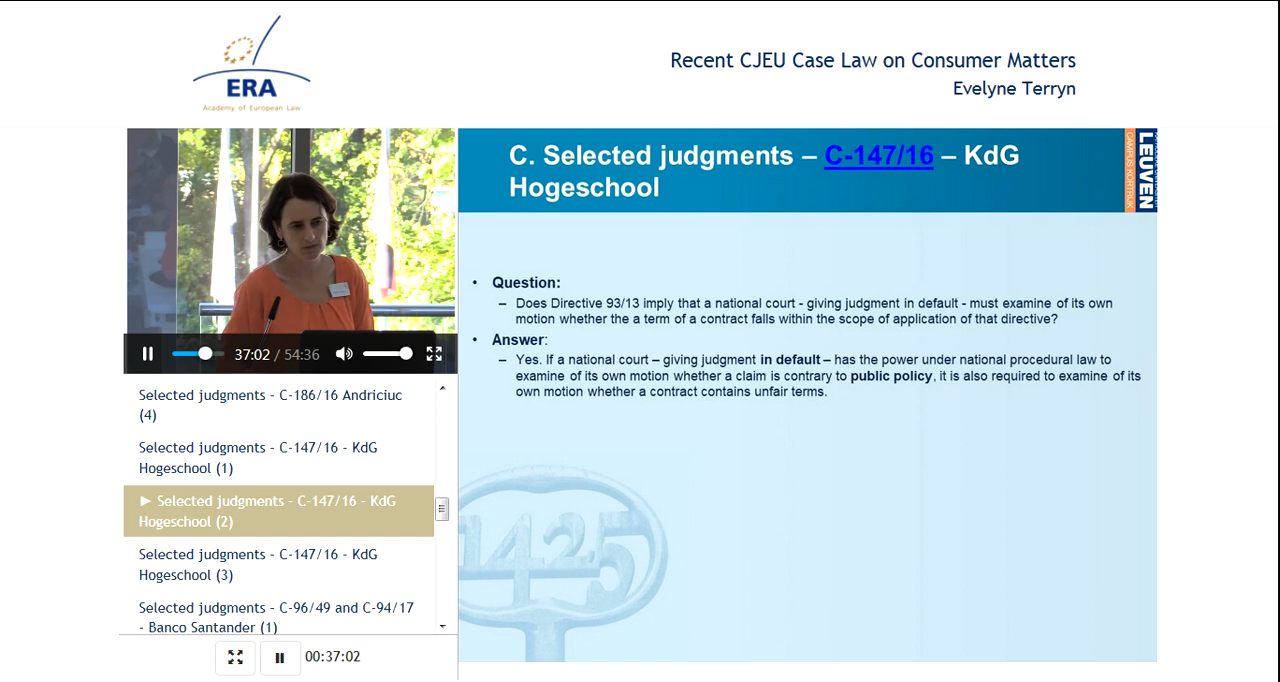 ERA
Academy of European Law
Recent CJEU Case Law on Consumer Matters
Evelyne Terryn
C. Selected judgments – C-147/16 – KdG
Hogeschool
LEUVEN
CAMPUS KORTRIJK
• Question:
– Does Directive 93/13 imply that a national court - giving judgment in default - must examine of its own
motion whether the a term of a contract falls within the scope of application of that directive?
• Answer:
– Yes. If a national court – giving judgment in default – has the power under national procedural law to
examine of its own motion whether a claim is contrary to public policy, it is also required to examine of its
own motion whether a contract contains unfair terms.
1425
37:02 / 54:36
Selected judgments - C-186/16 Andriciuc
(4)
Selected judgments - C-147/16 - KdG
Hogeschool (1)
► Selected judgments - C-147/16 - KdG
Hogeschool (2)
Selected judgments - C-147/16 - KdG
Hogeschool (3)
Selected judgments - C-96/49 and C-94/17
- Banco Santander (1)
00:37:02